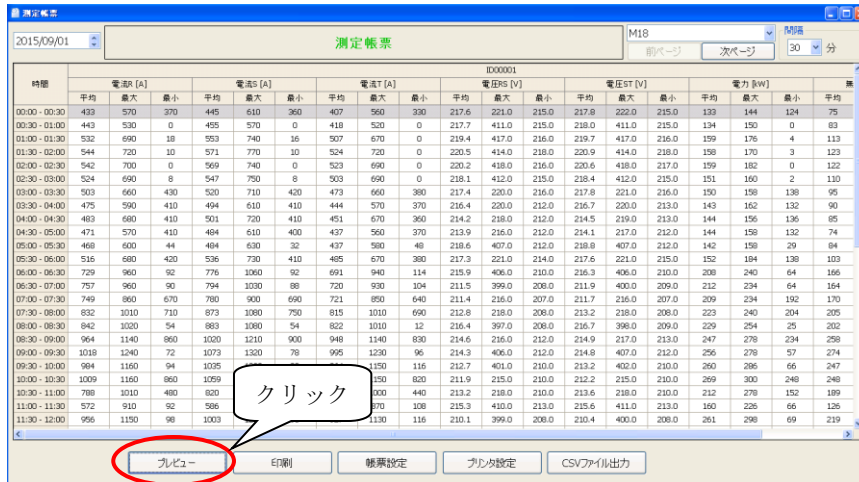 測定帳票
2015/09/01
測定帳票
M18
間隔
前ページ 次ページ 30 分
ID00001
時間 電流R [A] 電流S [A] 電流T [A] 電圧RS [V] 電圧ST [V] 電力 [kW] 無
平均 最大 最小 平均 最大 最小 平均 最大 最小 平均 最大 最小 平均 最大 最小 平均 最大 最小 平均
00:00 - 00:30 433 570 370 445 610 360 407 560 330 217.6 221.0 215.0 217.8 222.0 215.0 133 144 124 75
00:30 - 01:00 443 530 0 455 570 0 418 520 0 217.7 411.0 215.0 218.0 411.0 215.0 134 150 0 83
01:00 - 01:30 532 690 18 553 740 16 507 670 0 219.4 417.0 216.0 219.7 417.0 216.0 159 176 4 113
01:30 - 02:00 544 720 10 571 770 10 524 720 0 220.5 414.0 218.0 220.9 414.0 218.0 158 170 3 123
02:00 - 02:30 542 700 0 569 740 0 523 690 0 220.2 418.0 216.0 220.6 418.0 217.0 159 182 0 122
02:30 - 03:00 524 690 8 547 750 8 503 690 0 218.1 412.0 215.0 218.4 412.0 215.0 151 160 2 110
03:00 - 03:30 503 660 430 520 710 420 473 660 380 217.4 220.0 216.0 217.8 221.0 216.0 150 158 138 95
03:30 - 04:00 475 590 410 494 610 410 444 570 370 216.4 220.0 212.0 216.7 220.0 213.0 143 162 132 90
04:00 - 04:30 483 680 410 501 720 410 451 670 360 214.2 218.0 212.0 214.5 219.0 213.0 144 156 136 85
04:30 - 05:00 471 570 410 484 610 400 437 560 370 213.9 216.0 212.0 214.1 217.0 212.0 144 158 132 74
05:00 - 05:30 468 600 44 484 630 32 437 580 48 218.6 407.0 212.0 218.8 407.0 212.0 142 158 29 84
05:30 - 06:00 516 680 420 536 730 410 485 670 380 217.3 221.0 214.0 217.6 221.0 215.0 152 184 138 103
06:00 - 06:30 729 960 92 776 1060 92 691 940 114 215.9 406.0 210.0 216.3 406.0 210.0 208 240 64 166
06:30 - 07:00 757 960 90 794 1030 88 720 930 104 211.5 399.0 208.0 211.9 400.0 209.0 212 234 64 164
07:00 - 07:30 749 860 670 780 900 690 721 850 640 211.4 216.0 207.0 211.7 216.0 207.0 209 234 192 170
07:30 - 08:00 832 1010 710 873 1080 750 815 1010 690 212.8 218.0 208.0 213.2 218.0 208.0 223 240 204 205
08:00 - 08:30 842 1020 54 883 1080 54 822 1010 12 216.4 397.0 208.0 216.7 398.0 209.0 229 254 25 202
08:30 - 09:00 964 1140 860 1020 1210 900 948 1140 830 214.6 216.0 212.0 214.9 217.0 213.0 247 278 234 258
09:00 - 09:30 1018 1240 72 1073 1320 78 995 1230 96 214.3 406.0 212.0 214.8 407.0 212.0 256 278 57 274
09:30 - 10:00 984 1160 94 1035 1150 116 212.7 401.0 210.0 213.2 402.0 210.0 260 286 66 247
10:00 - 10:30 1009 1160 860 1059 1150 820 211.9 215.0 210.0 212.2 215.0 210.0 269 300 248 248
10:30 - 11:00 788 1010 480 820 000 440 213.2 218.0 210.0 213.6 218.0 210.0 212 278 152 189
11:00 - 11:30 572 910 92 586 870 108 215.3 410.0 213.0 215.6 411.0 213.0 160 226 66 126
11:30 - 12:00 956 1150 98 1003 1130 116 210.1 399.0 208.0 210.4 400.0 208.0 261 298 69 219
クリック
プレビュー 印刷 帳票設定 プリンタ設定 CSVファイル出力